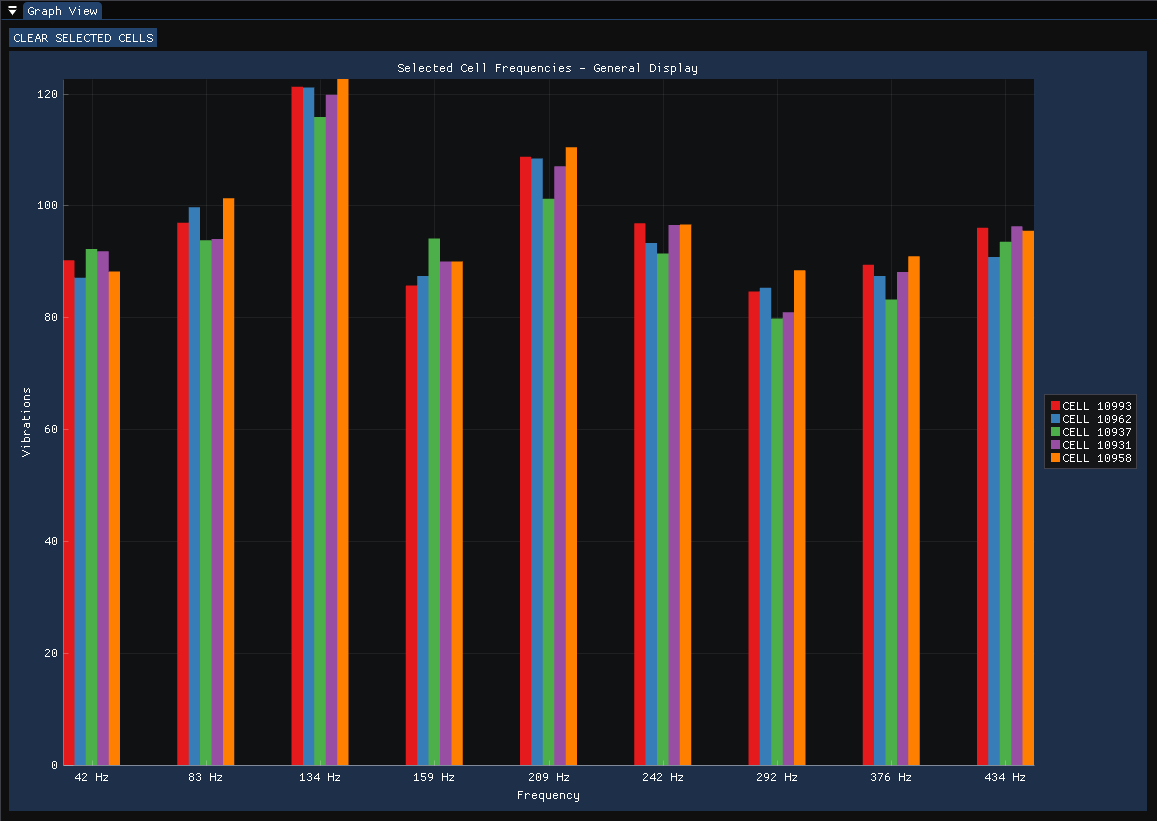 Graph View
CLEAR SELECTED CELLS
Selected Cell Frequencies - General Display
120
100
80
60
40
20
0
Vibrations
42 Hz 83 Hz 134 Hz 159 Hz 209 Hz 242 Hz 292 Hz 376 Hz 434 Hz
Frequency
CELL 10993
CELL 10962
CELL 10937
CELL 10931
CELL 10958